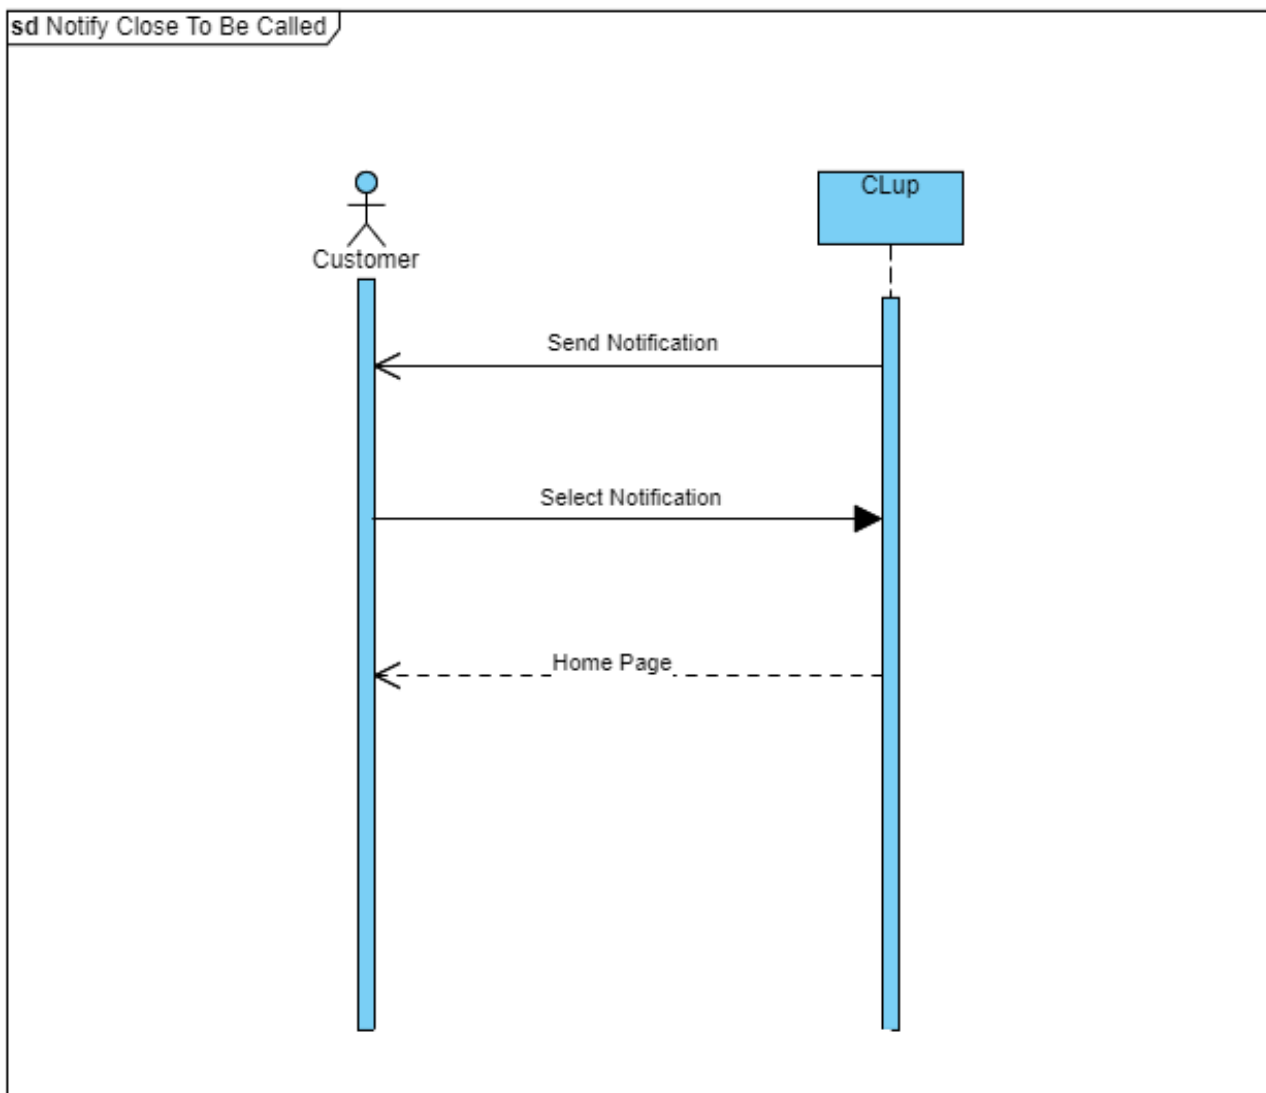 sd Notify Close To Be Called
CLup
Customer
Send Notification
Select Notification
Home Page